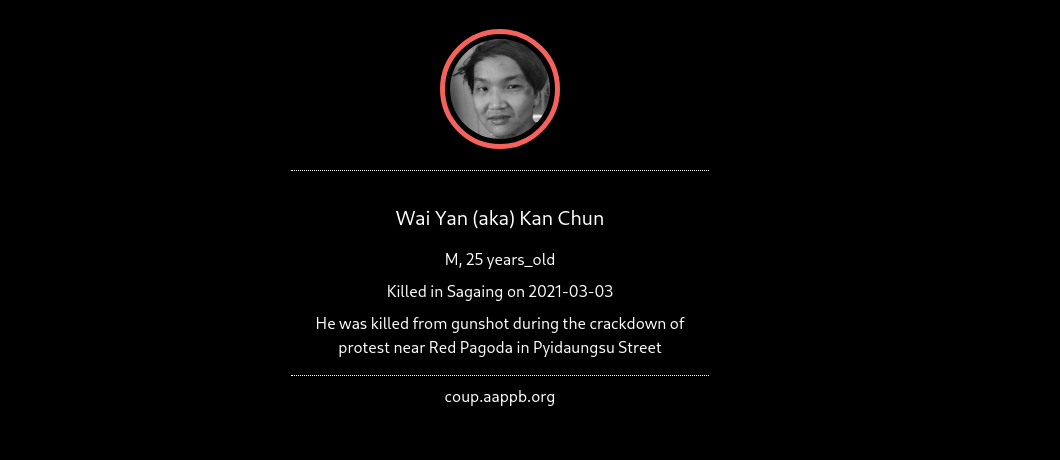 Wai Yan (aka) Kan Chun
M, 25 years_old
Killed in Sagaing on 2021-03-03
He was killed from gunshot during the crackdown of
protest near Red Pagoda in Pyidaungsu Street
coup.aappb.org